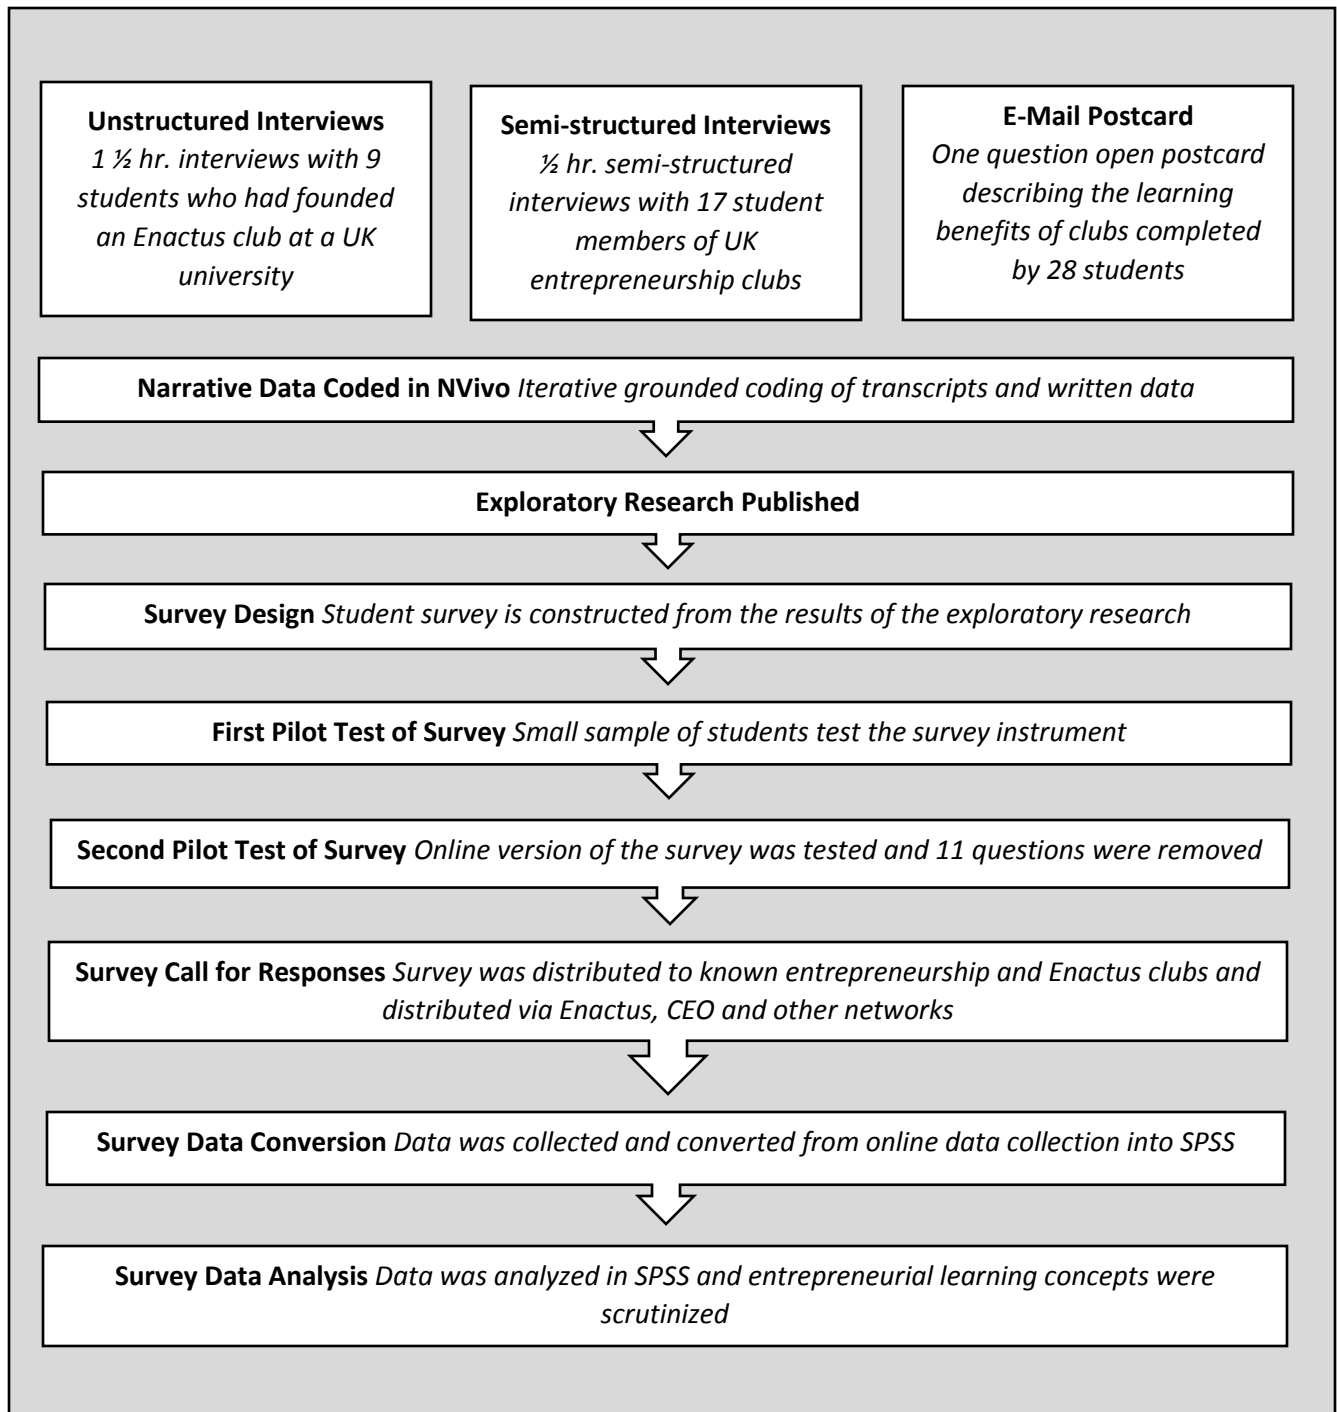 Unstructured Interviews
1 ½ hr. interviews with 9
students who had founded
an Enactus club at a UK
university
Semi-structured Interviews
½ hr. semi-structured
interviews with 17 student
members of UK
entrepreneurship clubs
E-Mail Postcard
One question open postcard
describing the learning
benefits of clubs completed
by 28 students
Narrative Data Coded in NVivo Iterative grounded coding of transcripts and written data
Exploratory Research Published
Survey Design Student survey is constructed from the results of the exploratory research
First Pilot Test of Survey Small sample of students test the survey instrument
Second Pilot Test of Survey Online version of the survey was tested and 11 questions were removed
Survey Call for Responses Survey was distributed to known entrepreneurship and Enactus clubs and
distributed via Enactus, CEO and other networks
Survey Data Conversion Data was collected and converted from online data collection into SPSS
Survey Data Analysis Data was analyzed in SPSS and entrepreneurial learning concepts were
scrutinized